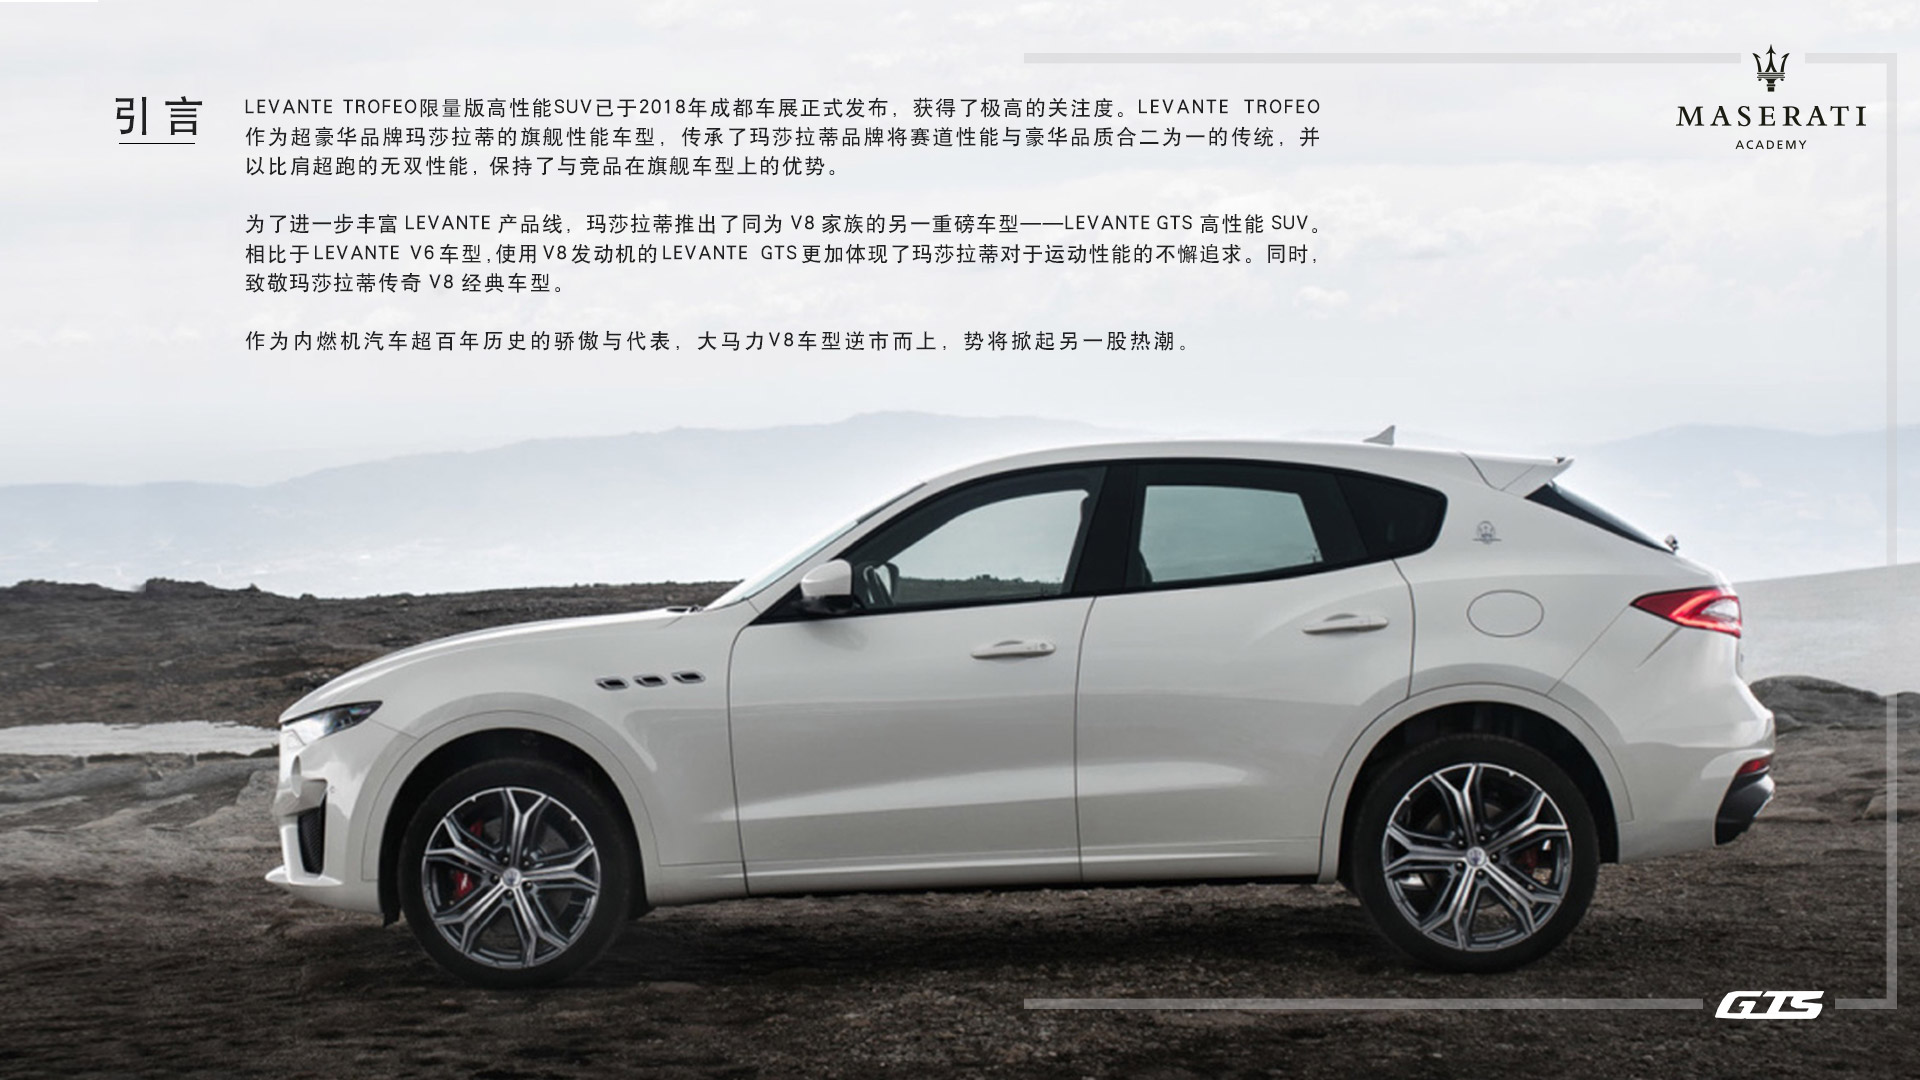 引言
LEVANTE TROFEO限量版高性能SUV已于2018年成都车展正式发布，获得了极高的关注度。LEVANTE TROFEO
作为超豪华品牌玛莎拉蒂的旗舰性能车型，传承了玛莎拉蒂品牌将赛道性能与豪华品质合二为一的传统，并
以比肩超跑的无双性能，保持了与竞品在旗舰车型上的优势。
为了进一步丰富 LEVANTE 产品线，玛莎拉蒂推出了同为 V8 家族的另一重磅车型——LEVANTE GTS 高性能 SUV。
相比于LEVANTE V6车型，使用V8发动机的LEVANTE GTS更加体现了玛莎拉蒂对于运动性能的不懈追求。同时，
致敬玛莎拉蒂传奇 V8 经典车型。
作为内燃机汽车超百年历史的骄傲与代表，大马力V8车型逆市而上，势将掀起另一股热潮。
MASERATI
ACADEMY
GTS